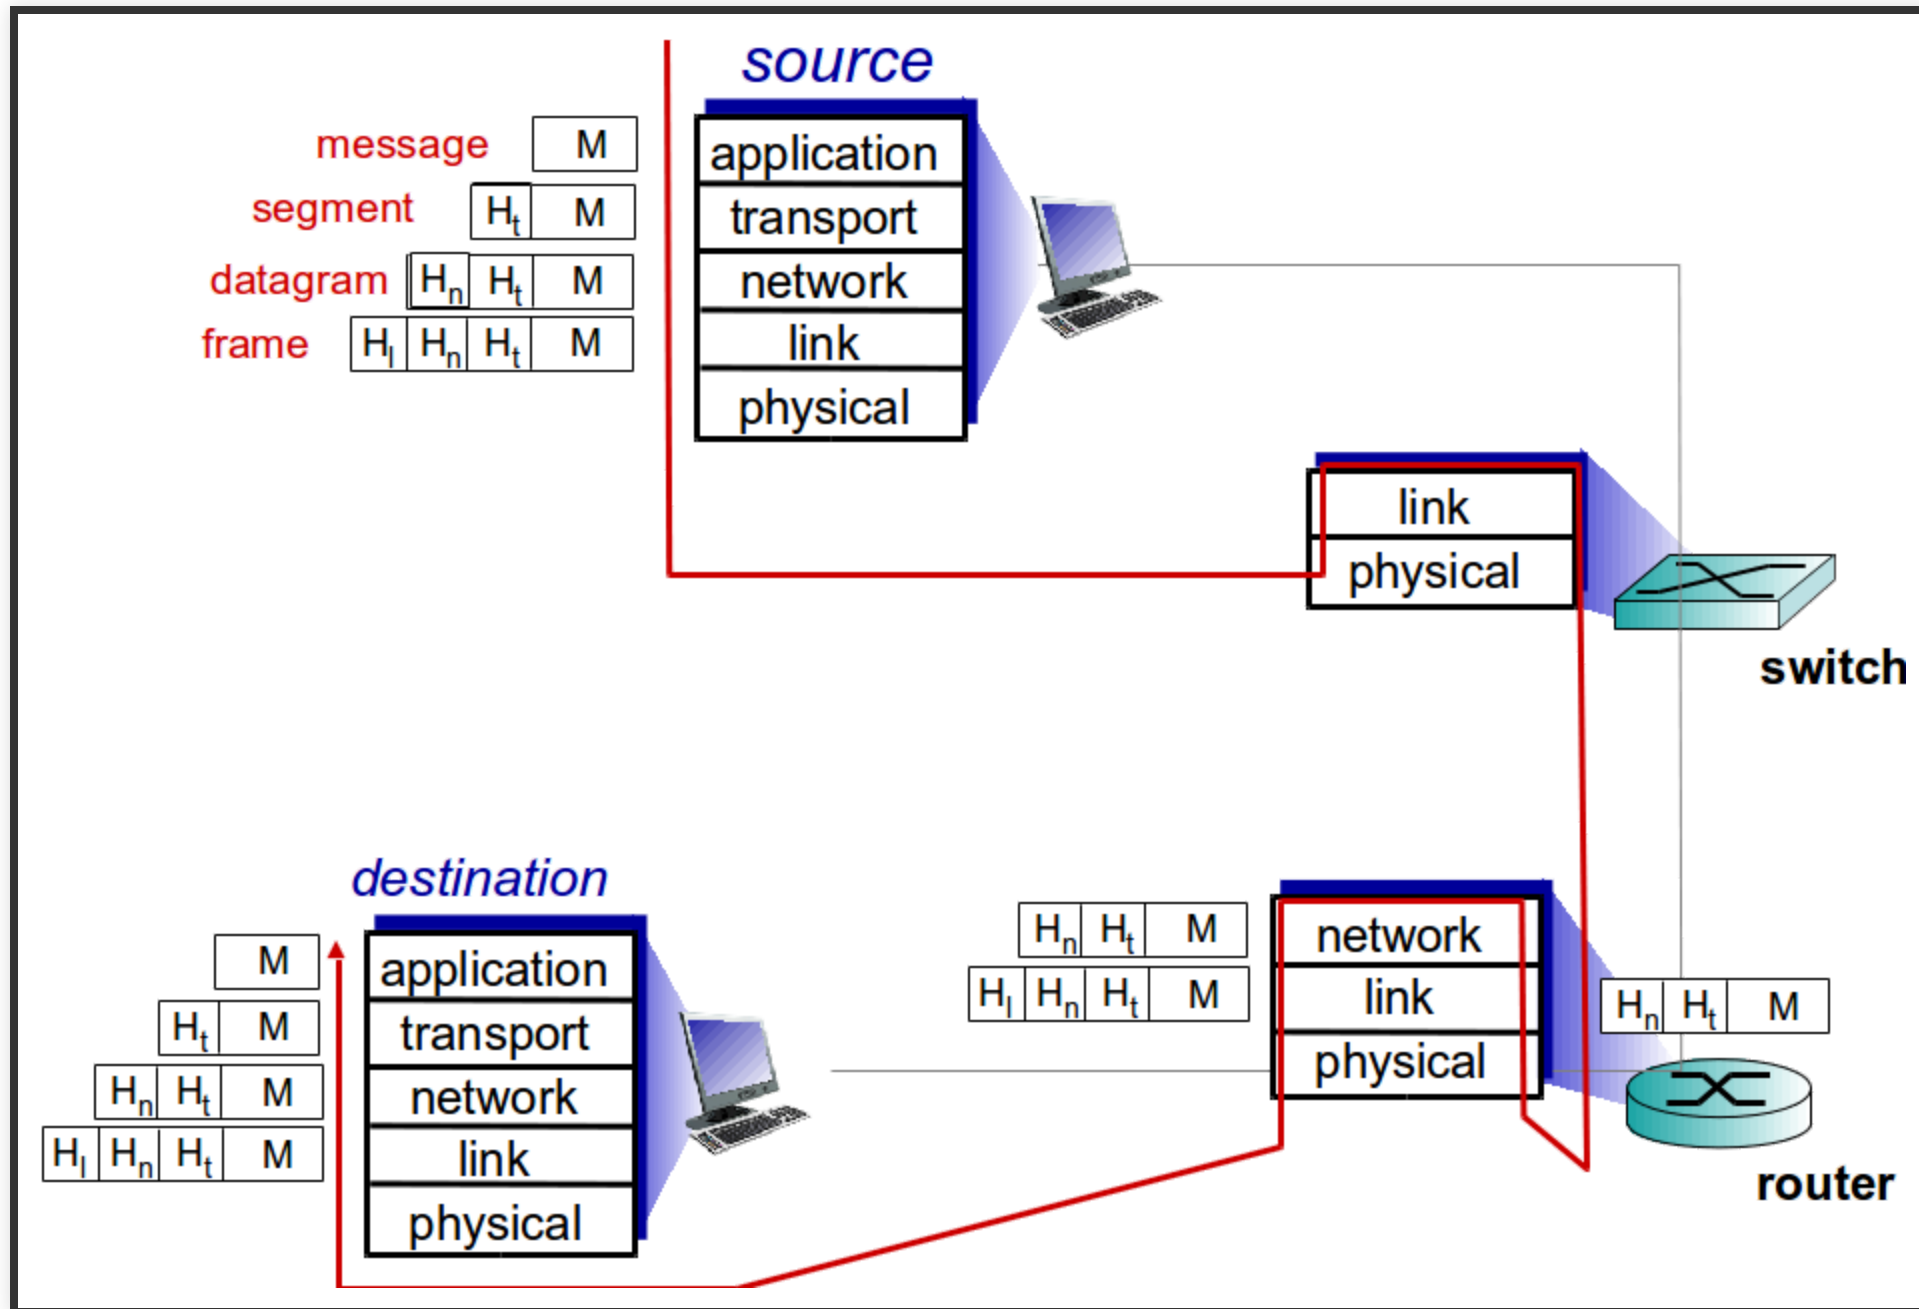 source
message M
application
segment Ht M
transport
datagram Hn Ht M
network
frame Hl Hn Ht M
link
physical
link
physical
switch
destination
M
application
Ht M
transport
Hn Ht M
network
Hl Hn Ht M
link
physical
Hn Ht M
network
Hl Hn Ht M
link
physical
Hn Ht M
router